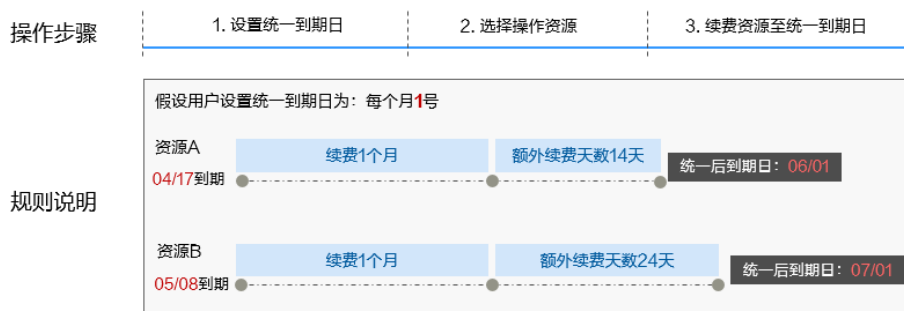 操作步骤
1. 设置统一到期日
2. 选择操作资源
3. 续费资源至统一到期日
规则说明
假设用户设置统一到期日为：每个月1号
资源A
04/17到期
续费1个月
额外续费天数14天
统一后到期日：06/01
资源B
05/08到期
续费1个月
额外续费天数24天
统一后到期日：07/01